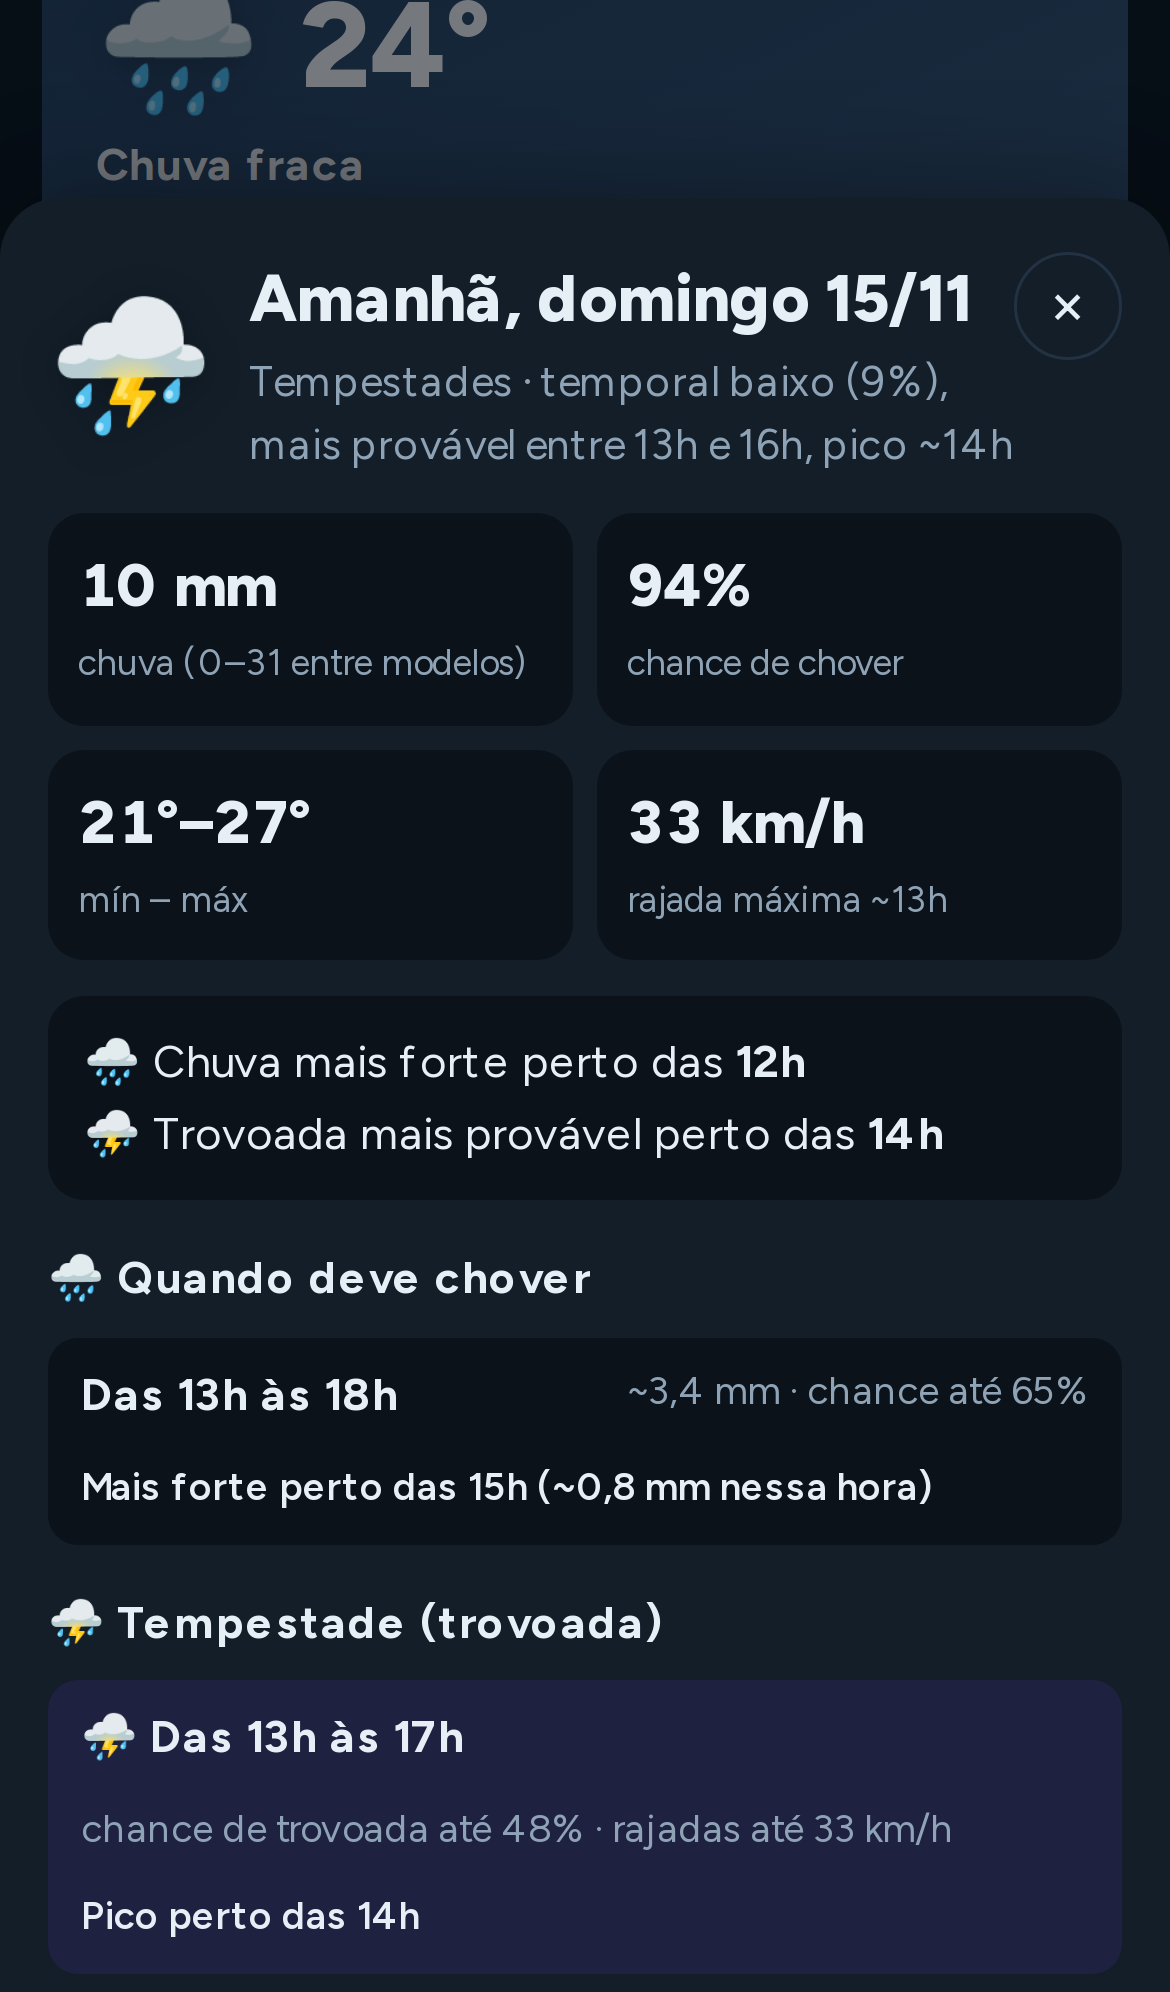 24°
Chuva fraca
Amanhã, domingo 15/11
×
Tempestades · temporal baixo (9%),
mais provável entre 13h e 16h, pico ~14h
10 mm
chuva (0–31 entre modelos)
94%
chance de chover
21°–27°
mín – máx
33 km/h
rajada máxima ~13h
Chuva mais forte perto das 12h
Trovoada mais provável perto das 14h
Quando deve chover
Das 13h às 18h
~3,4 mm · chance até 65%
Mais forte perto das 15h (~0,8 mm nessa hora)
Tempestade (trovoada)
Das 13h às 17h
chance de trovoada até 48% · rajadas até 33 km/h
Pico perto das 14h